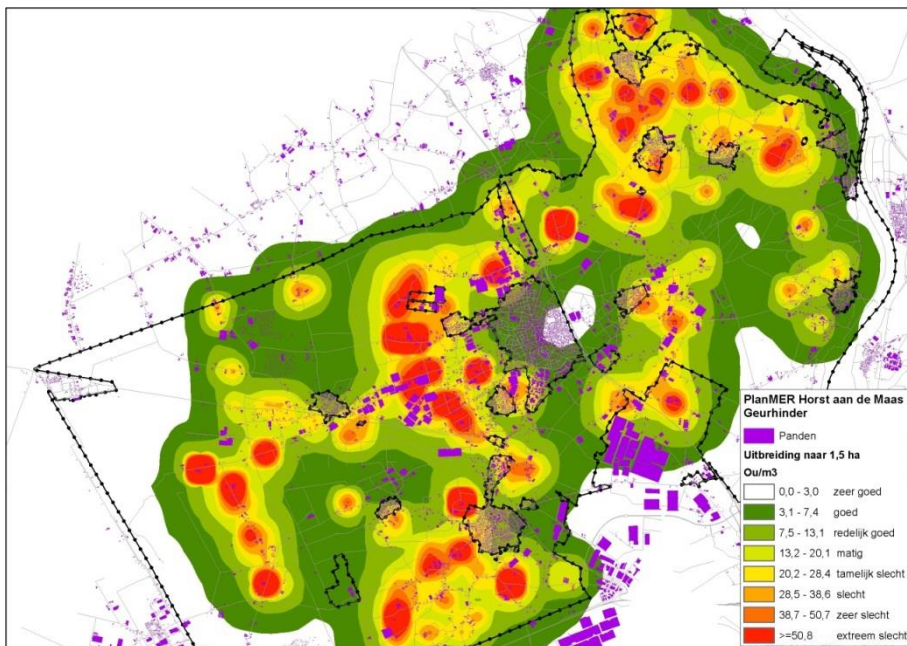 PlanMER Horst aan de Maas
Geurhinder
Panden
Uitbreiding naar 1,5 ha
Ou/m3
0,0 - 3,0 zeer goed
3,1 - 7,4 goed
7,5 - 13,1 redelijk goed
13,2 - 20,1 matig
20,2 - 28,4 tamelijk slecht
28,5 - 38,6 slecht
38,7 - 50,7 zeer slecht
>=50,8 extreem slecht